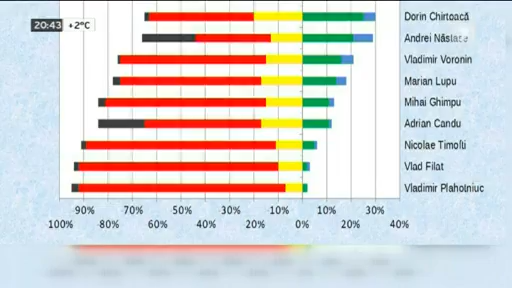 Dorin Chirtoacă
20:43 +2°C
Andrei Năstase
Vladimir Voronin
Marian Lupu
Mihai Ghimpu
Adrian Candu
Nicolae Timofti
Vlad Filat
Vladimir Plahotniuc
90% 70% 50% 30% 10% 10% 30%
100% 80% 60% 40% 20% 0% 20% 40%